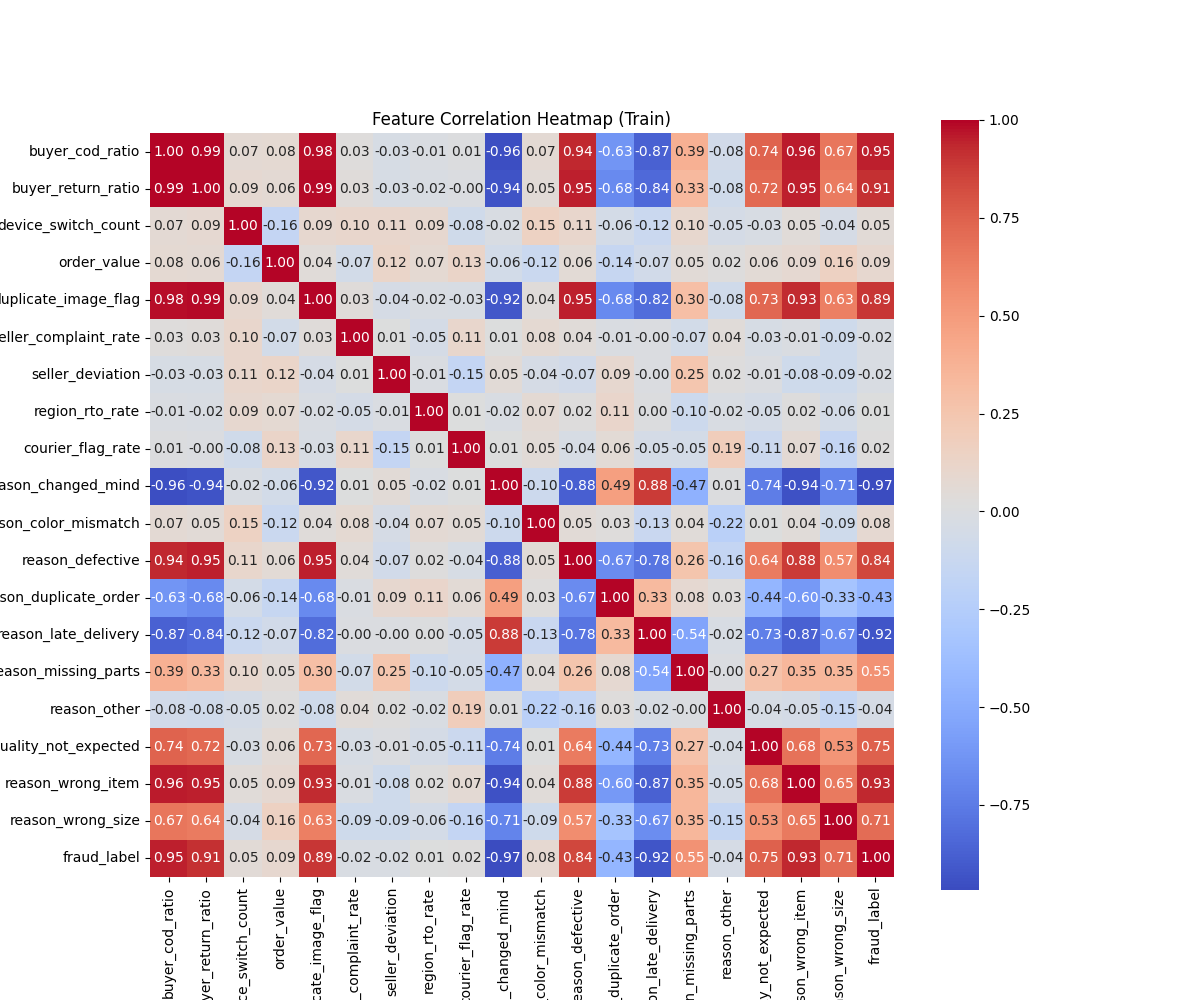 Feature Correlation Heatmap (Train)
buyer_cod_ratio 1.00 0.99 0.07 0.08 0.98 0.03 -0.03 -0.01 0.01 -0.96 0.07 0.94 -0.63 -0.87 0.39 -0.08 0.74 0.96 0.67 0.95
buyer_return_ratio 0.99 1.00 0.09 0.06 0.99 0.03 -0.03 -0.02 -0.00 -0.94 0.05 0.95 -0.68 -0.84 0.33 -0.08 0.72 0.95 0.64 0.91
device_switch_count 0.07 0.09 1.00 -0.16 0.09 0.10 0.11 0.09 -0.08 -0.02 0.15 0.11 -0.06 -0.12 0.10 -0.05 -0.03 0.05 -0.04 0.05
order_value 0.08 0.06 -0.16 1.00 0.04 -0.07 0.12 0.07 0.13 -0.06 -0.12 0.06 -0.14 -0.07 0.05 0.02 0.06 0.09 0.16 0.09
uplicate_image_flag 0.98 0.99 0.09 0.04 1.00 0.03 -0.04 -0.02 -0.03 -0.92 0.04 0.95 -0.68 -0.82 0.30 -0.08 0.73 0.93 0.63 0.89
eller_complaint_rate 0.03 0.03 0.10 -0.07 0.03 1.00 0.01 -0.05 0.11 0.01 0.08 0.04 -0.01 -0.00 -0.07 0.04 -0.03 -0.01 -0.09 -0.02
seller_deviation -0.03 -0.03 0.11 0.12 -0.04 0.01 1.00 -0.01 -0.15 0.05 -0.04 -0.07 0.09 -0.00 0.25 0.02 -0.01 -0.08 -0.09 -0.02
region_rto_rate -0.01 -0.02 0.09 0.07 -0.02 -0.05 -0.01 1.00 0.01 -0.02 0.07 0.02 0.11 0.00 -0.10 -0.02 -0.05 0.02 -0.06 0.01
courier_flag_rate 0.01 -0.00 -0.08 0.13 -0.03 0.11 -0.15 0.01 1.00 0.01 0.05 -0.04 0.06 -0.05 -0.05 0.19 -0.11 0.07 -0.16 0.02
ason_changed_mind -0.96 -0.94 -0.02 -0.06 -0.92 0.01 0.05 -0.02 0.01 1.00 -0.10 -0.88 0.49 0.88 -0.47 0.01 -0.74 -0.94 -0.71 -0.97
son_color_mismatch 0.07 0.05 0.15 -0.12 0.04 0.08 -0.04 0.07 0.05 -0.10 1.00 0.05 0.03 -0.13 0.04 -0.22 0.01 0.04 -0.09 0.08
reason_defective 0.94 0.95 0.11 0.06 0.95 0.04 -0.07 0.02 -0.04 -0.88 0.05 1.00 -0.67 -0.78 0.26 -0.16 0.64 0.88 0.57 0.84
son_duplicate_order -0.63 -0.68 -0.06 -0.14 -0.68 -0.01 0.09 0.11 0.06 0.49 0.03 -0.67 1.00 0.33 0.08 0.03 -0.44 -0.60 -0.33 -0.43
reason_late_delivery -0.87 -0.84 -0.12 -0.07 -0.82 -0.00 -0.00 0.00 -0.05 0.88 -0.13 -0.78 0.33 1.00 -0.54 -0.02 -0.73 -0.87 -0.67 -0.92
eason_missing_parts 0.39 0.33 0.10 0.05 0.30 -0.07 0.25 -0.10 -0.05 -0.47 0.04 0.26 0.08 -0.54 1.00 -0.00 0.27 0.35 0.35 0.55
reason_other -0.08 -0.08 -0.05 0.02 -0.08 0.04 0.02 -0.02 0.19 0.01 -0.22 -0.16 0.03 -0.02 -0.00 1.00 -0.04 -0.05 -0.15 -0.04
uality_not_expected 0.74 0.72 -0.03 0.06 0.73 -0.03 -0.01 -0.05 -0.11 -0.74 0.01 0.64 -0.44 -0.73 0.27 -0.04 1.00 0.68 0.53 0.75
reason_wrong_item 0.96 0.95 0.05 0.09 0.93 -0.01 -0.08 0.02 0.07 -0.94 0.04 0.88 -0.60 -0.87 0.35 -0.05 0.68 1.00 0.65 0.93
reason_wrong_size 0.67 0.64 -0.04 0.16 0.63 -0.09 -0.09 -0.06 -0.16 -0.71 -0.09 0.57 -0.33 -0.67 0.35 -0.15 0.53 0.65 1.00 0.71
fraud_label 0.95 0.91 0.05 0.09 0.89 -0.02 -0.02 0.01 0.02 -0.97 0.08 0.84 -0.43 -0.92 0.55 -0.04 0.75 0.93 0.71 1.00
buyer_cod_ratio
yer_return_ratio
ce_switch_count
order_value
cate_image_flag
_complaint_rate
seller_deviation
region_rto_rate
courier_flag_rate
_changed_mind
color_mismatch
eason_defective
_duplicate_order
on_late_delivery
n_missing_parts
reason_other
y_not_expected
son_wrong_item
ason_wrong_size
fraud_label
1.00
0.75
0.50
0.25
0.00
−0.25
−0.50
−0.75